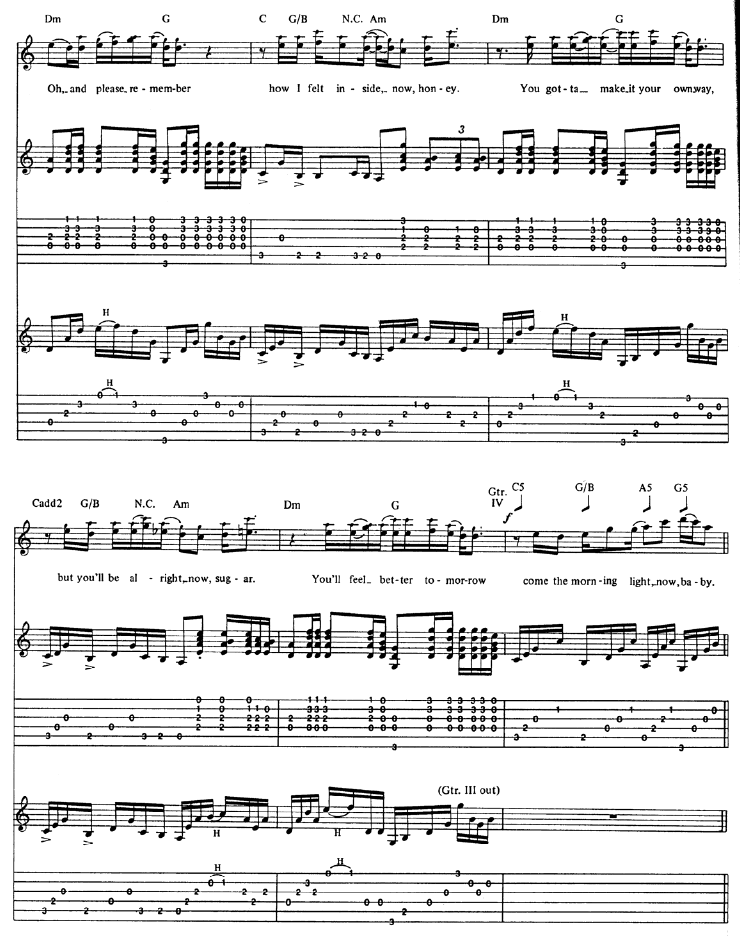 Dm G C G/B N.C. Am Dm G
Oh, and please, re - mem-ber how I felt in - side, now, hon - ey. You got - ta make it your own way,
3
H H
H H
Cadd2 G/B N.C. Am Dm G Gtr. IV C5 G/B A5 G5
f
but you'll be al - right, now, sug - ar. You'll feel bet - ter to - mor-row come the morn - ing light, now, ba - by.
(Gtr. III out)
H H
H H